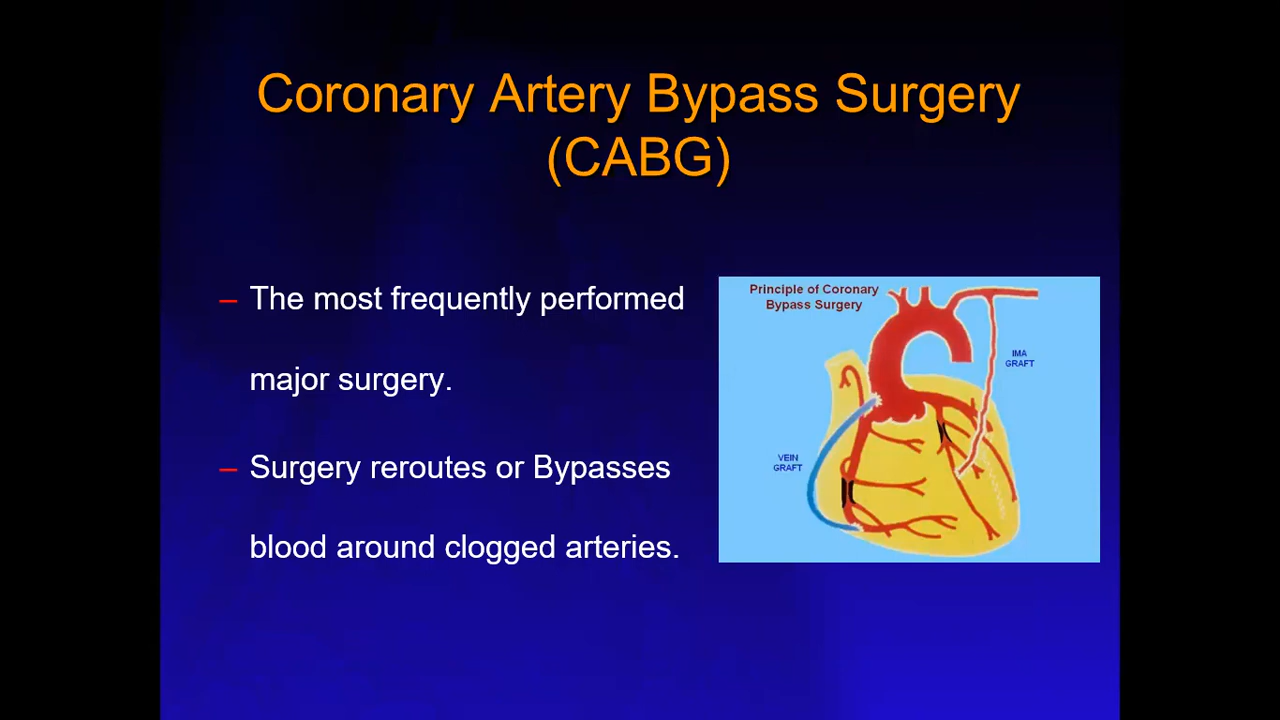 Coronary Artery Bypass Surgery
(CABG)
– The most frequently performed
major surgery.
– Surgery reroutes or Bypasses
blood around clogged arteries.
Principle of Coronary
Bypass Surgery
IMA
GRAFT
VEIN
GRAFT